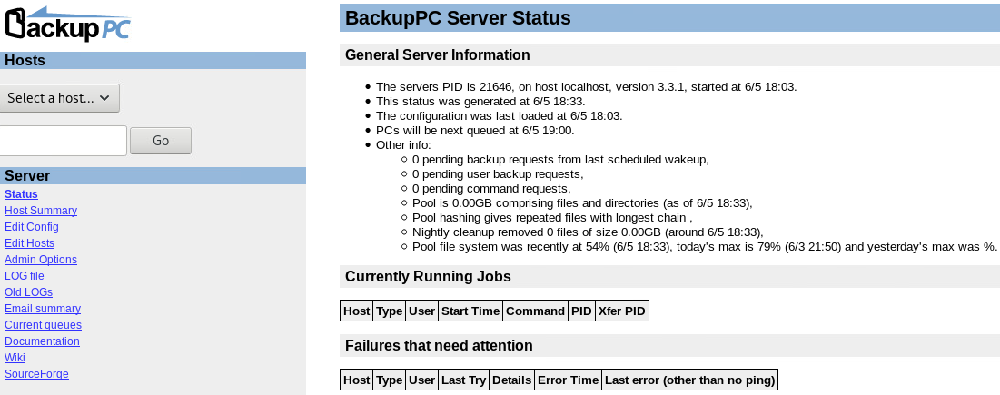 BackupPC
Hosts
Select a host...
Go
Server
Status
Host Summary
Edit Config
Edit Hosts
Admin Options
LOG file
Old LOGs
Email summary
Current queues
Documentation
Wiki
SourceForge
BackupPC Server Status
General Server Information
The servers PID is 21646, on host localhost, version 3.3.1, started at 6/5 18:03.
This status was generated at 6/5 18:33.
The configuration was last loaded at 6/5 18:03.
PCs will be next queued at 6/5 19:00.
Other info:
0 pending backup requests from last scheduled wakeup,
0 pending user backup requests,
0 pending command requests,
Pool is 0.00GB comprising files and directories (as of 6/5 18:33),
Pool hashing gives repeated files with longest chain ,
Nightly cleanup removed 0 files of size 0.00GB (around 6/5 18:33),
Pool file system was recently at 54% (6/5 18:33), today's max is 79% (6/3 21:50) and yesterday's max was %.
Currently Running Jobs
Host Type User Start Time Command PID Xfer PID
Failures that need attention
Host Type User Last Try Details Error Time Last error (other than no ping)